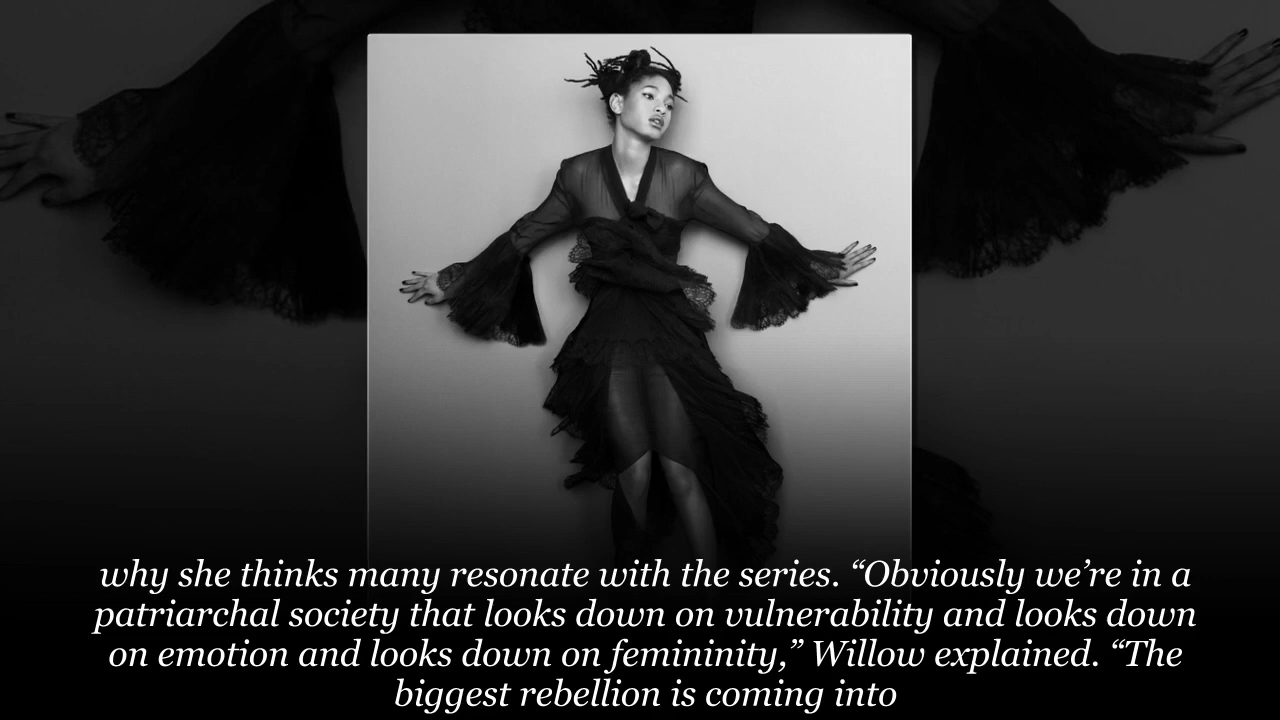 why she thinks many resonate with the series. “Obviously we’re in a
patriarchal society that looks down on vulnerability and looks down
on emotion and looks down on femininity,” Willow explained. “The
biggest rebellion is coming into